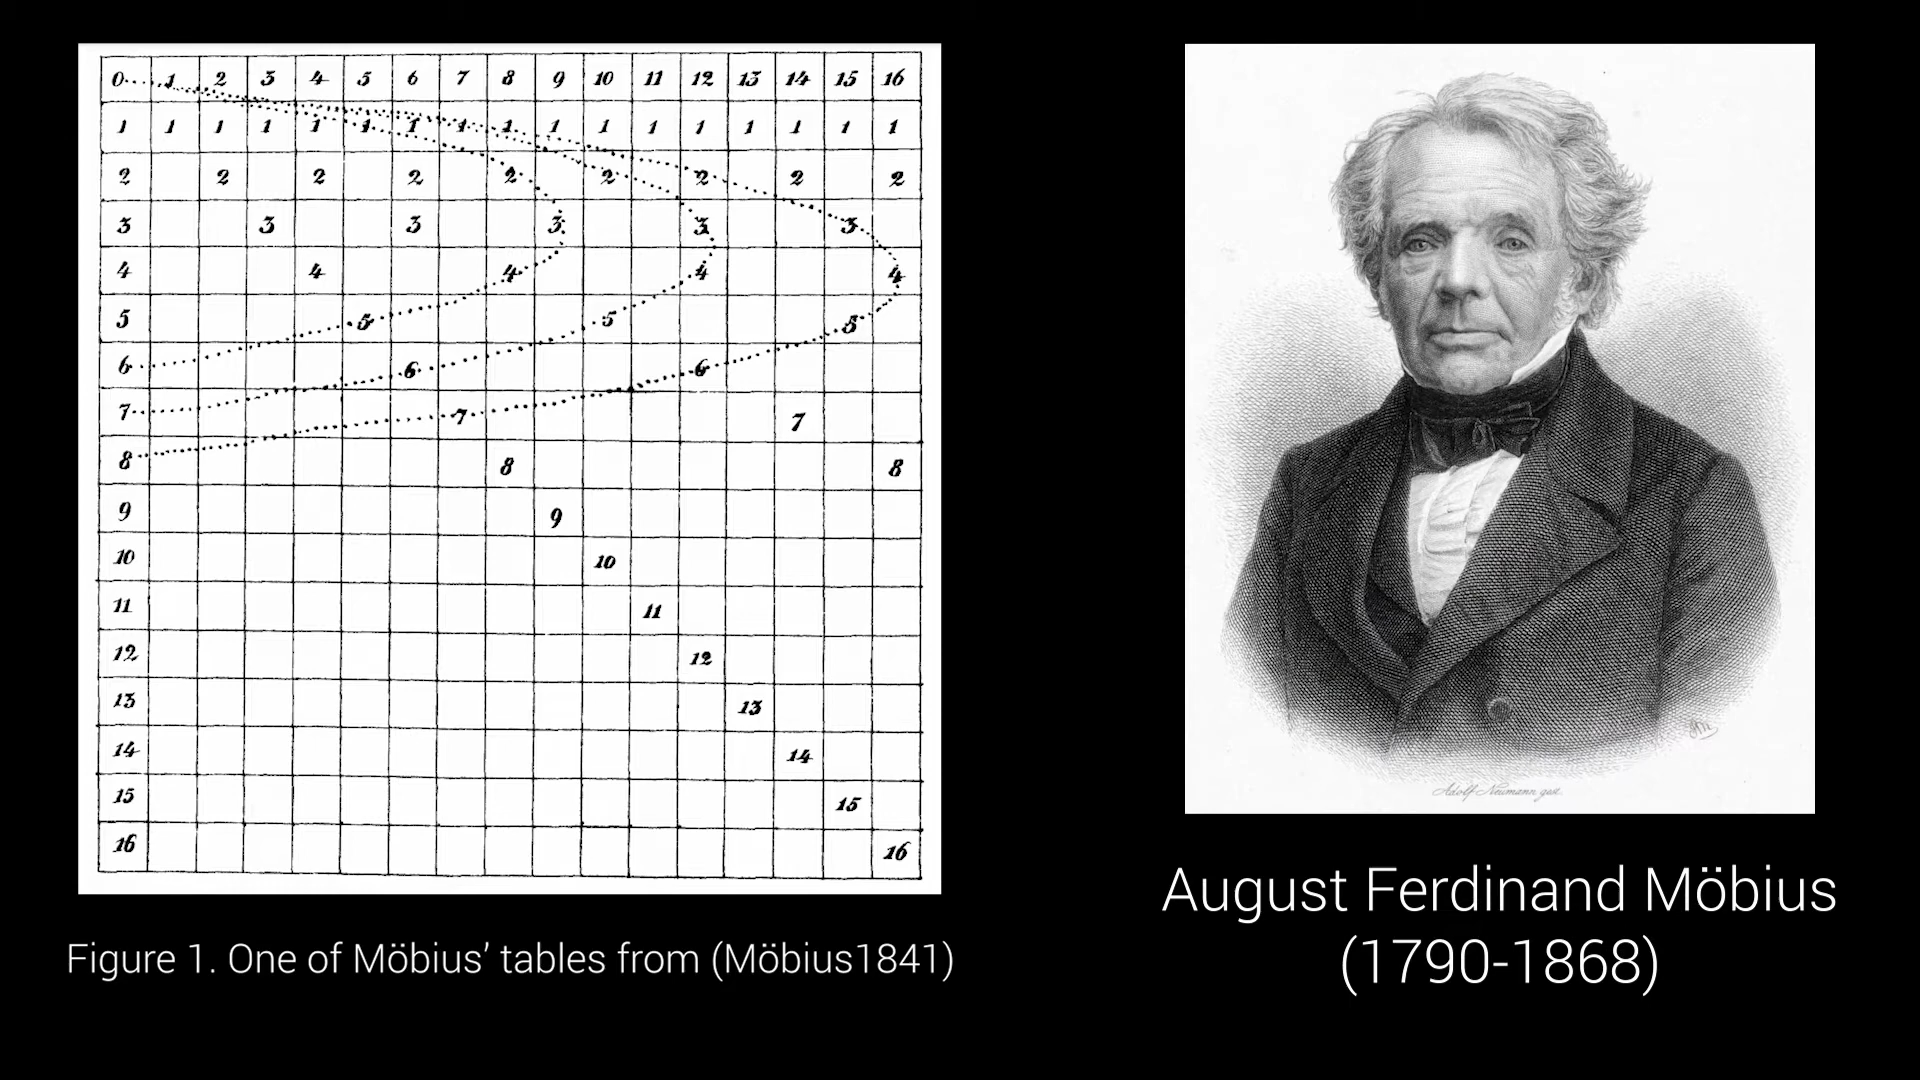 0 1 2 3 4 5 6 7 8 9 10 11 12 13 14 15 16
1 1 1 1 1 1 1 1 1 1 1 1 1 1 1 1 1
2 2 2 2 2 2 2 2 2
3 3 3 3 3 3
4 4 4 4 4
5 5 5 5
6 6 6
7 7 7
8 8 8
9 9
10 10
11 11
12 12
13 13
14 14
15 15
16 16
Figure 1. One of Möbius’ tables from (Möbius1841)
Adolf Neumann gest.
August Ferdinand Möbius
(1790-1868)